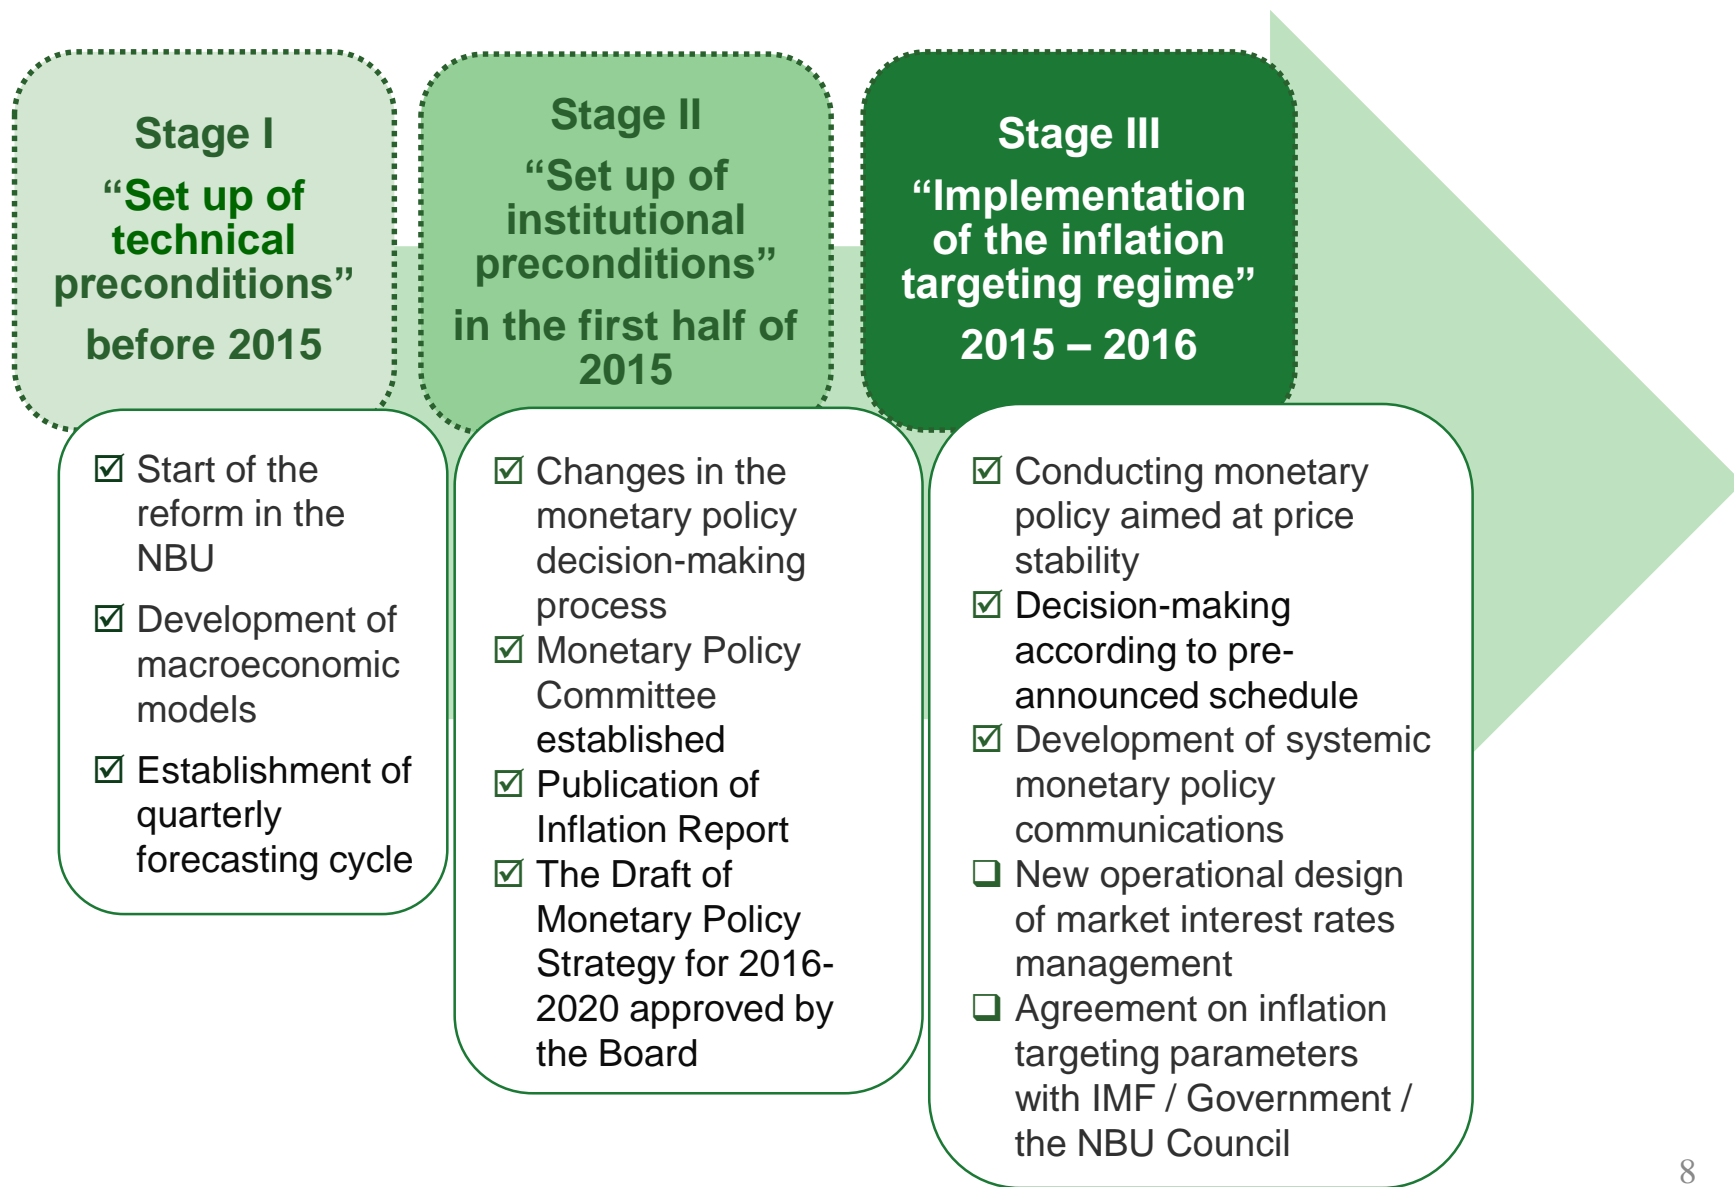 Stage I
“Set up of
technical
preconditions”
before 2015
Stage II
“Set up of
institutional
preconditions”
in the first half of
2015
Stage III
“Implementation
of the inflation
targeting regime”
2015 – 2016
☑ Start of the
reform in the
NBU
☑ Development of
macroeconomic
models
☑ Establishment of
quarterly
forecasting cycle
☑ Changes in the
monetary policy
decision-making
process
☑ Monetary Policy
Committee
established
☑ Publication of
Inflation Report
☑ The Draft of
Monetary Policy
Strategy for 2016-
2020 approved by
the Board
☑ Conducting monetary
policy aimed at price
stability
☑ Decision-making
according to pre-
announced schedule
☑ Development of systemic
monetary policy
communications
❑ New operational design
of market interest rates
management
❑ Agreement on inflation
targeting parameters
with IMF / Government /
the NBU Council
8